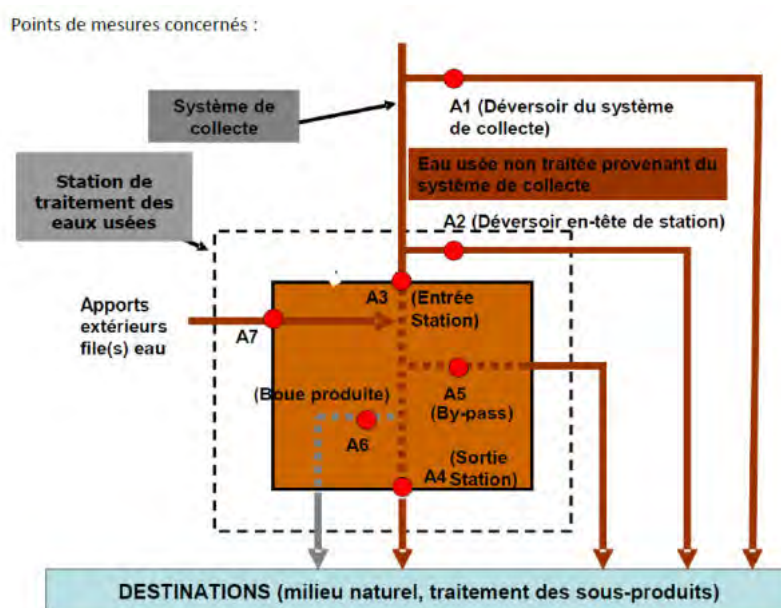 Points de mesures concernés :
Système de
collecte
A1 (Déversoir du système
de collecte)
Eau usée non traitée provenant du
système de collecte
Station de
traitement des
eaux usées
A2 (Déversoir en-tête de station)
A3
(Entrée
Station)
Apports
extérieurs
file(s) eau
A7
A5
(By-pass)
(Boue produite)
A6
(Sortie
Station)
A4
DESTINATIONS (milieu naturel, traitement des sous-produits)